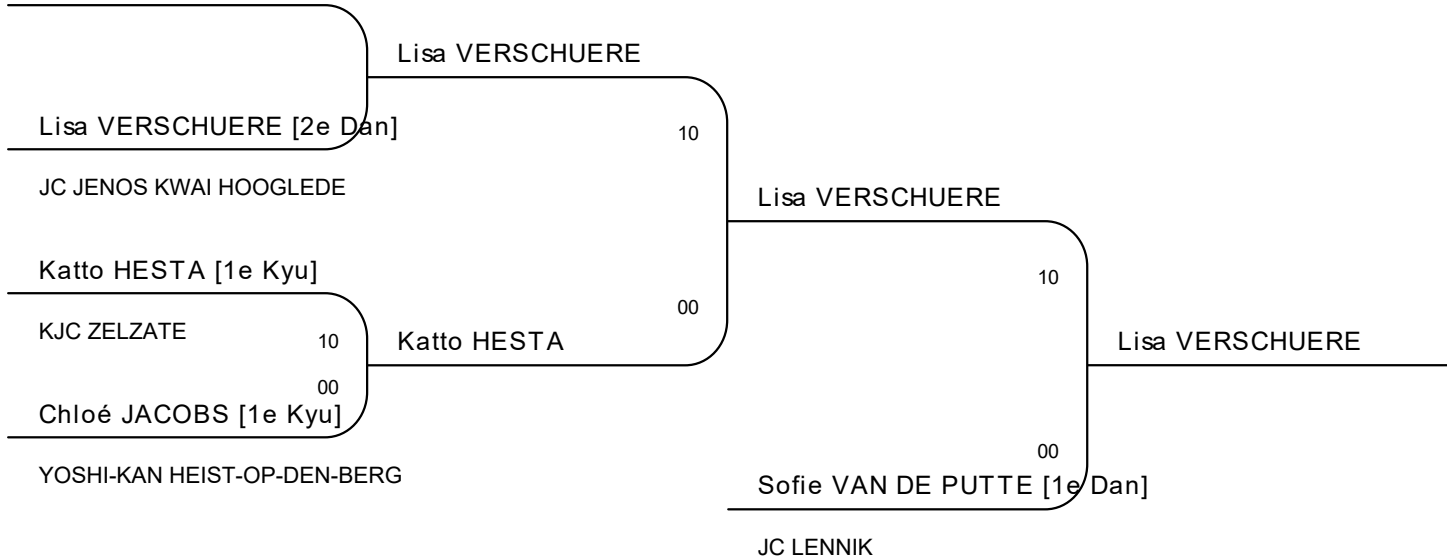 Lisa VERSCHUERE
Lisa VERSCHUERE [2e Dan]
10
JC JENOS KWAI HOOGLEDE
Lisa VERSCHUERE
Katto HESTA [1e Kyu]
10
00
KJC ZELZATE
10
Katto HESTA
Lisa VERSCHUERE
00
Chloé JACOBS [1e Kyu]
00
YOSHI-KAN HEIST-OP-DEN-BERG
Sofie VAN DE PUTTE [1e Dan]
JC LENNIK